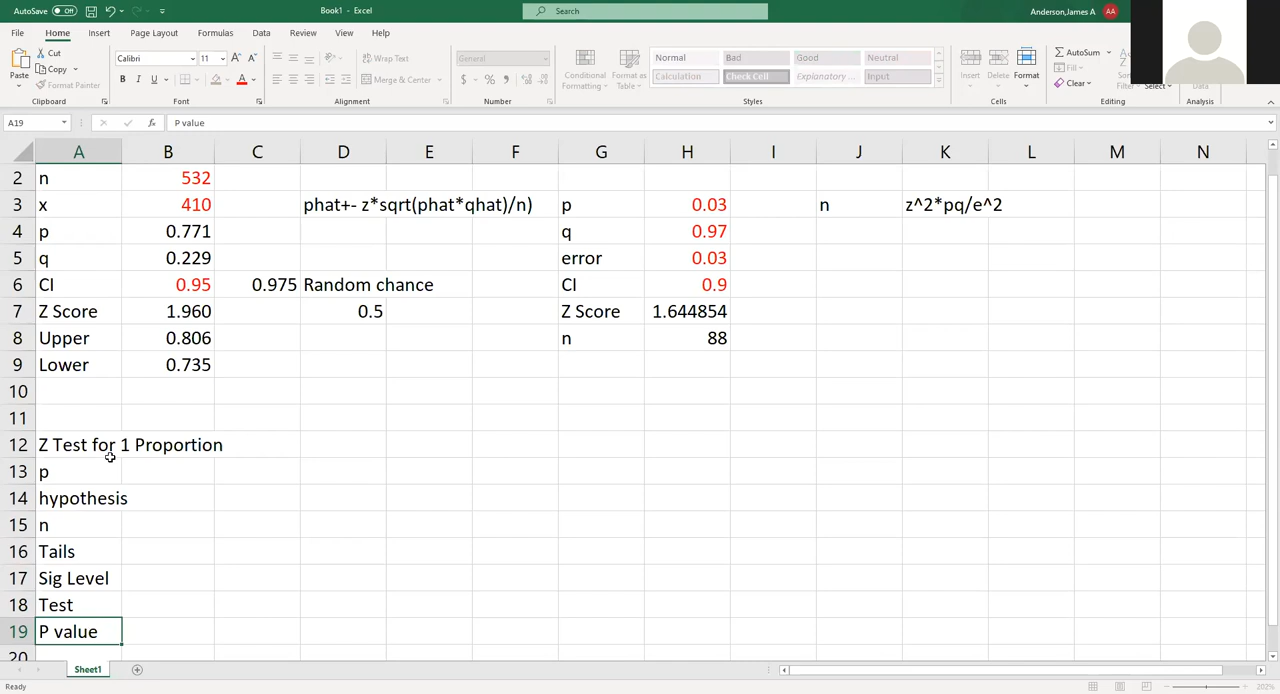 AutoSave Off Book1 - Excel Search Anderson,James A AA
File Home Insert Page Layout Formulas Data Review View Help
Paste Cut Copy Format Painter Clipboard
Calibri 11 B I U A Font
Wrap Text Merge & Center Alignment
General $ % Number
Conditional Formatting Format as Table Normal Bad Good Neutral
Calculation Check Cell Explanatory ... Input Styles
Insert Delete Format Cells
AutoSum Fill Clear Sort & Filter Find & Select Editing
Analyze Data Analysis
A19 fx P value
A B C D E F G H I J K L M N
2 n 532
3 x 410 phat+- z*sqrt(phat*qhat)/n) p 0.03 n z^2*pq/e^2
4 p 0.771 q 0.97
5 q 0.229 error 0.03
6 CI 0.95 0.975 Random chance CI 0.9
7 Z Score 1.960 0.5 Z Score 1.644854
8 Upper 0.806 n 88
9 Lower 0.735
10
11
12 Z Test for 1 Proportion
13 p
14 hypothesis
15 n
16 Tails
17 Sig Level
18 Test
19 P value
20
Sheet1
Ready 202%